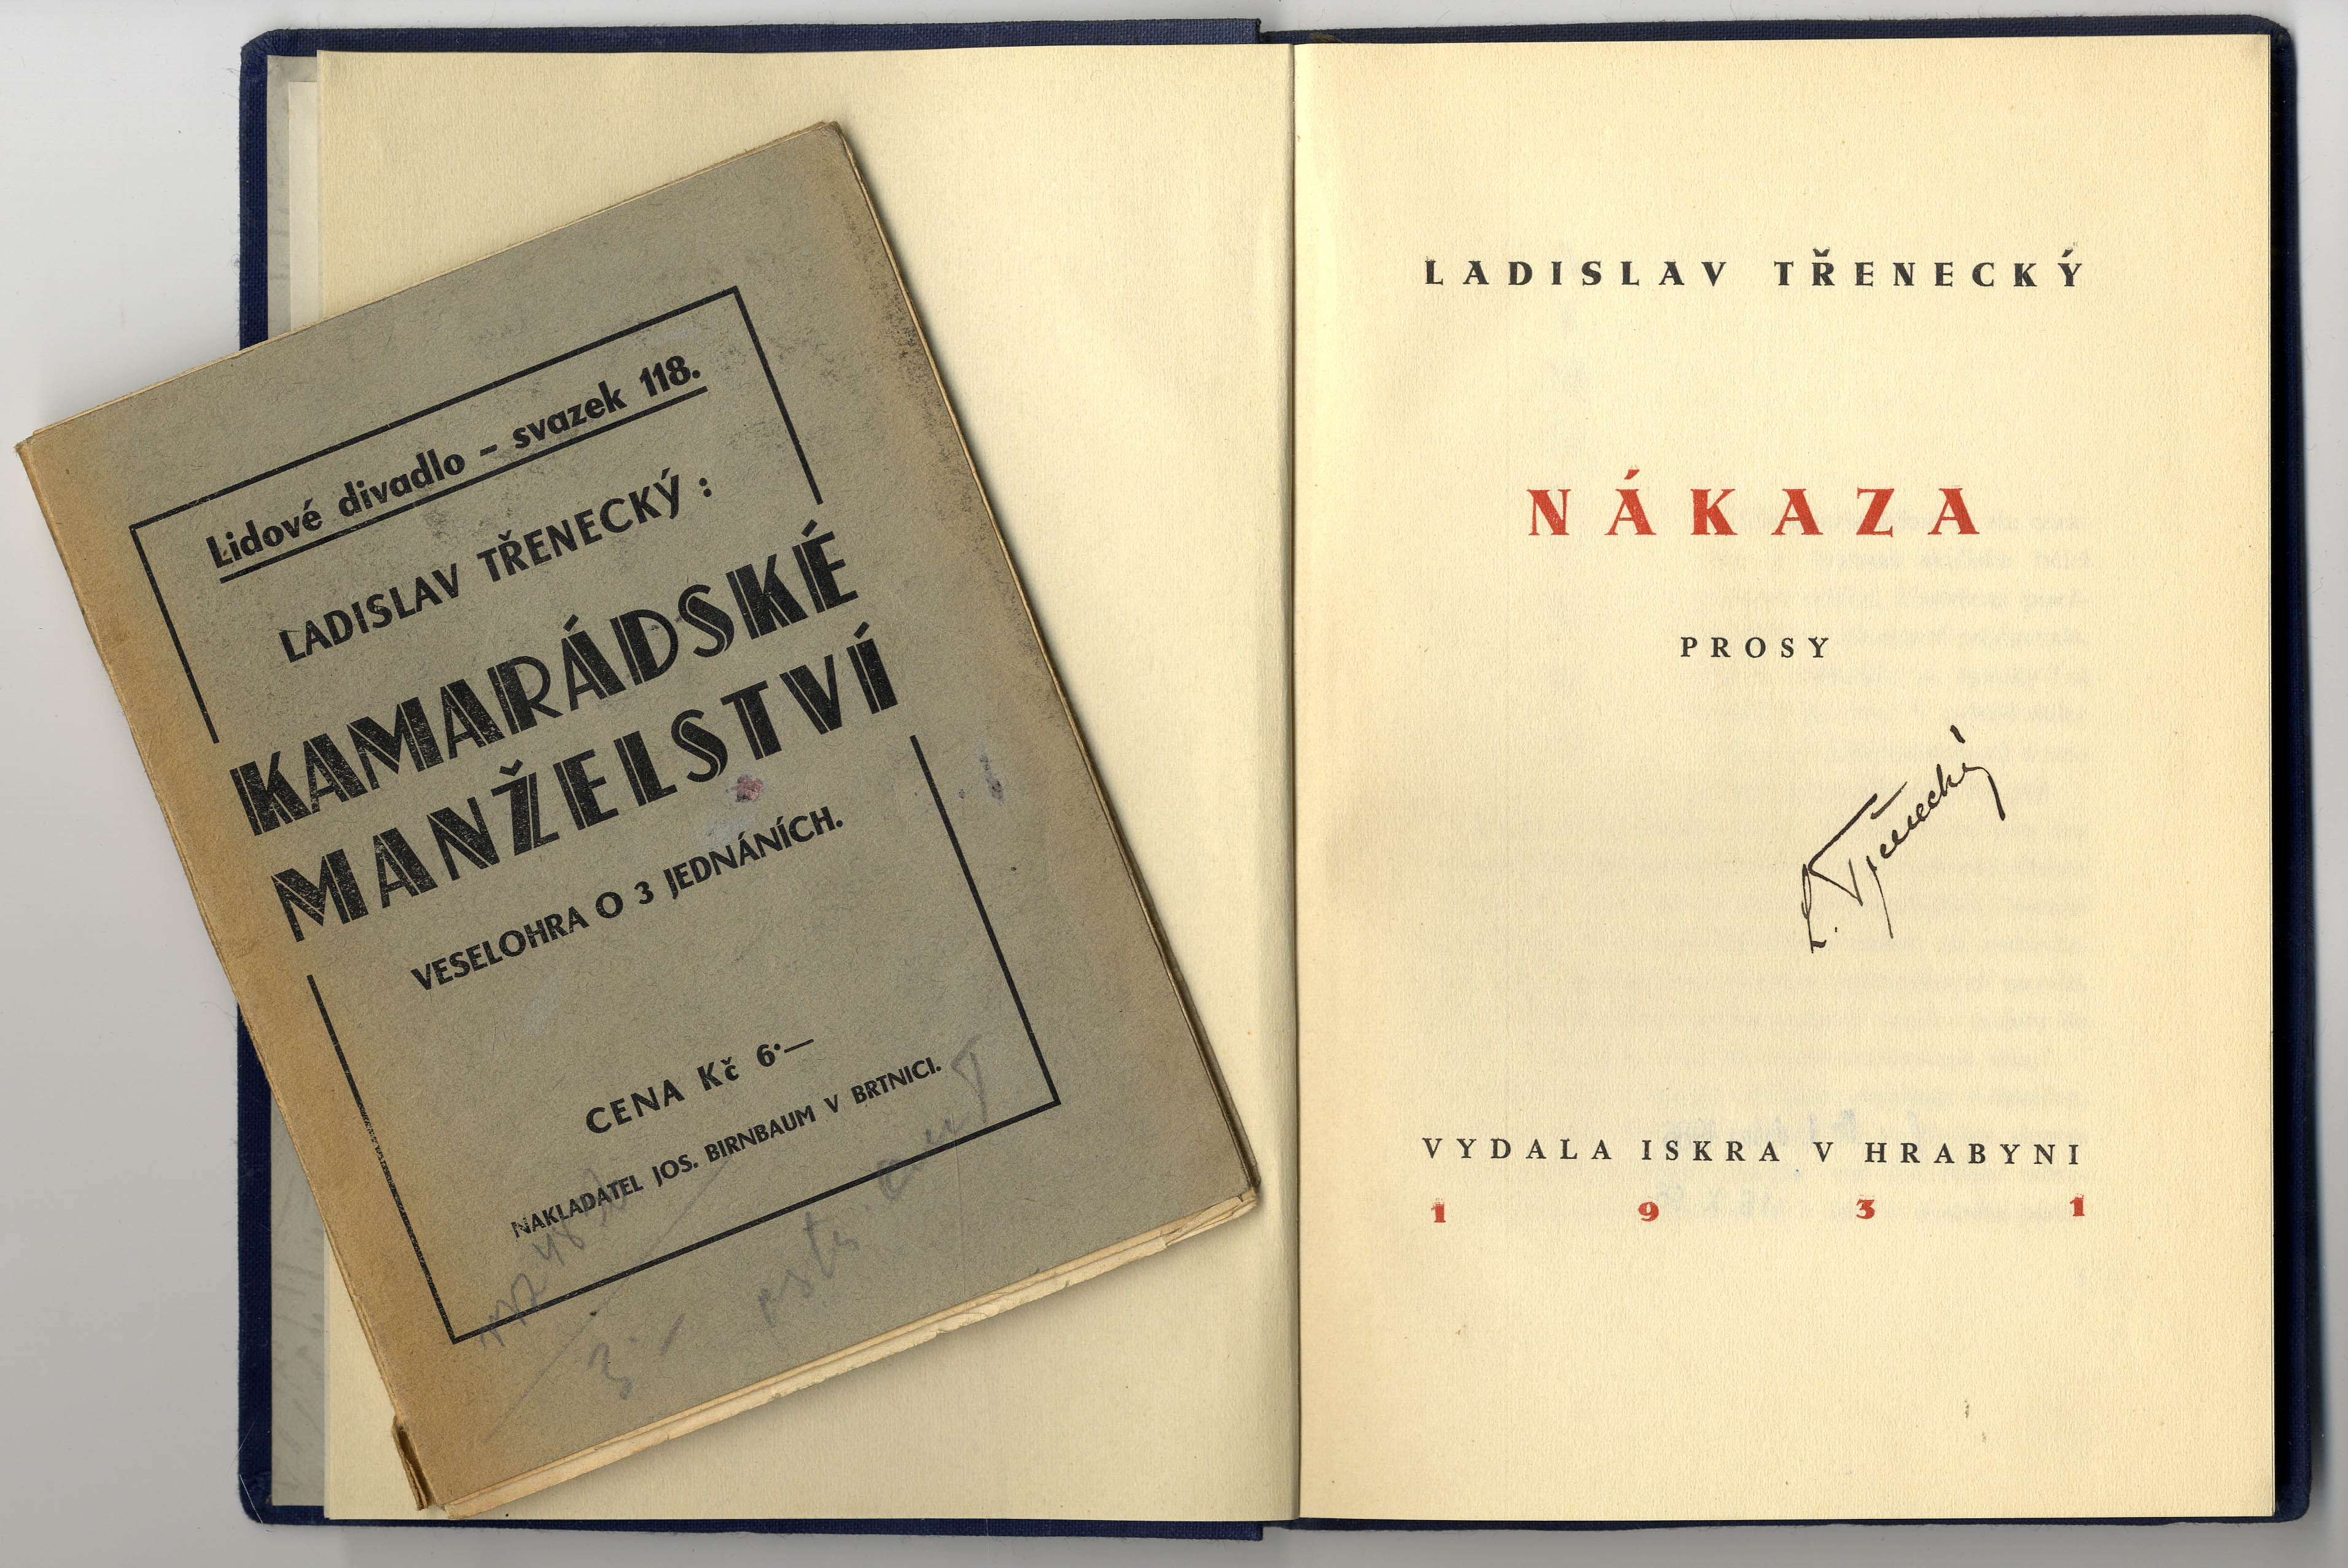 Lidové divadlo – svazek 118.
LADISLAV TŘENECKÝ:
KAMARÁDSKÉ
MANŽELSTVÍ
VESELOHRA O 3 JEDNÁNÍCH.
CENA Kč 6·—
NAKLADATEL JOS. BIRNBAUM V BRTNICI.
LADISLAV TŘENECKÝ
NÁKAZA
PROSY
L. Třenecký
VYDALA ISKRA V HRABYNI
1931